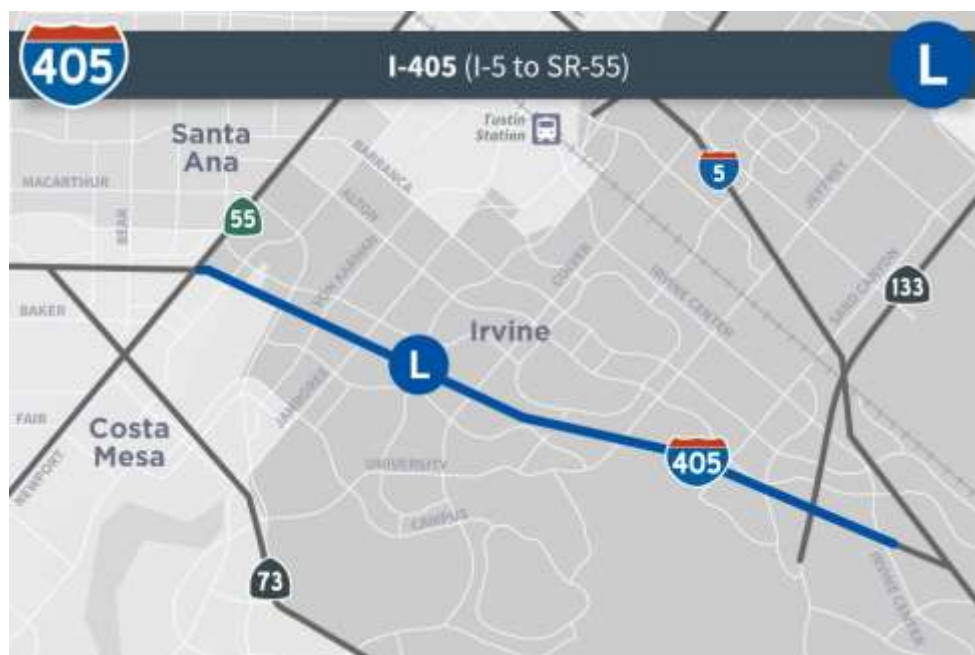 405
I-405 (I-5 to SR-55)
L
Tustin
Station
Santa
Ana
BARRANCA
5
MACARTHUR
ALTON
JEFFREY
BEAR
55
VON KARMAN
CULVER
IRVINE CENTER
SAND CANYON
133
BAKER
Irvine
L
JAMBOREE
FAIR
Costa
Mesa
405
UNIVERSITY
NEWPORT
CAMPUS
73
IRVINE CENTER